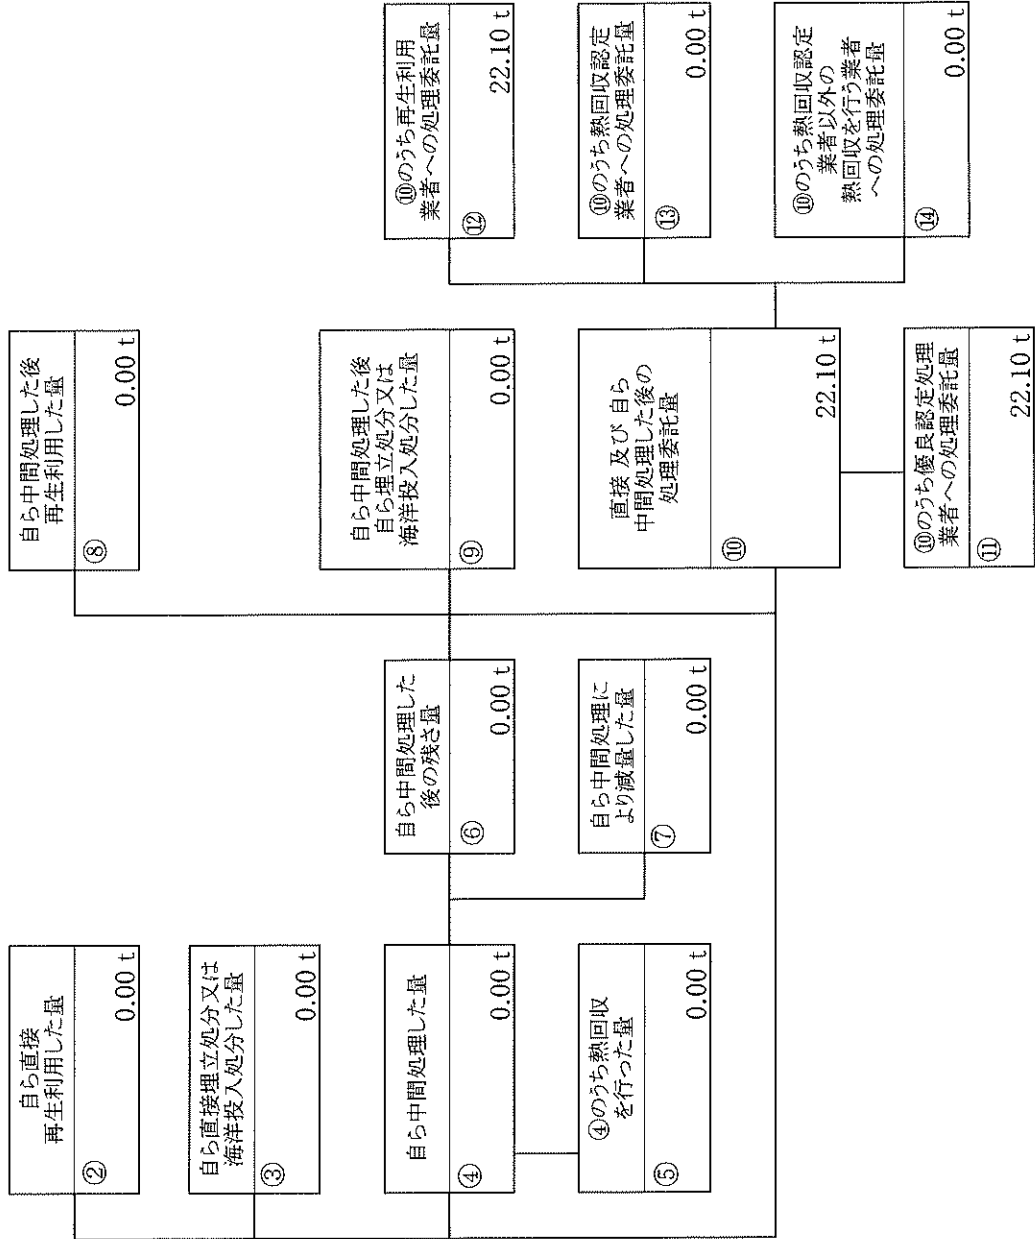 自ら直接
再生利用した量
②
0.00 t
自ら直接埋立処分又は
海洋投入処分した量
③
0.00 t
自ら中間処理した量
④
0.00 t
④のうち熱回収
を行った量
⑤
0.00 t
自ら中間処理した
後の残さ量
⑥
0.00 t
自ら中間処理に
より減量した量
⑦
0.00 t
自ら中間処理した後
再生利用した量
⑧
0.00 t
自ら中間処理した後
自ら埋立処分又は
海洋投入処分した量
⑨
0.00 t
直接 及び 自ら
中間処理した後の
処理委託量
⑩
22.10 t
⑩のうち優良認定処理
業者への処理委託量
⑪
22.10 t
⑩のうち再生利用
業者への処理委託量
⑫
22.10 t
⑩のうち熱回収認定
業者への処理委託量
⑬
0.00 t
⑩のうち熱回収認定
業者以外の
熱回収を行う業者
への処理委託量
⑭
0.00 t